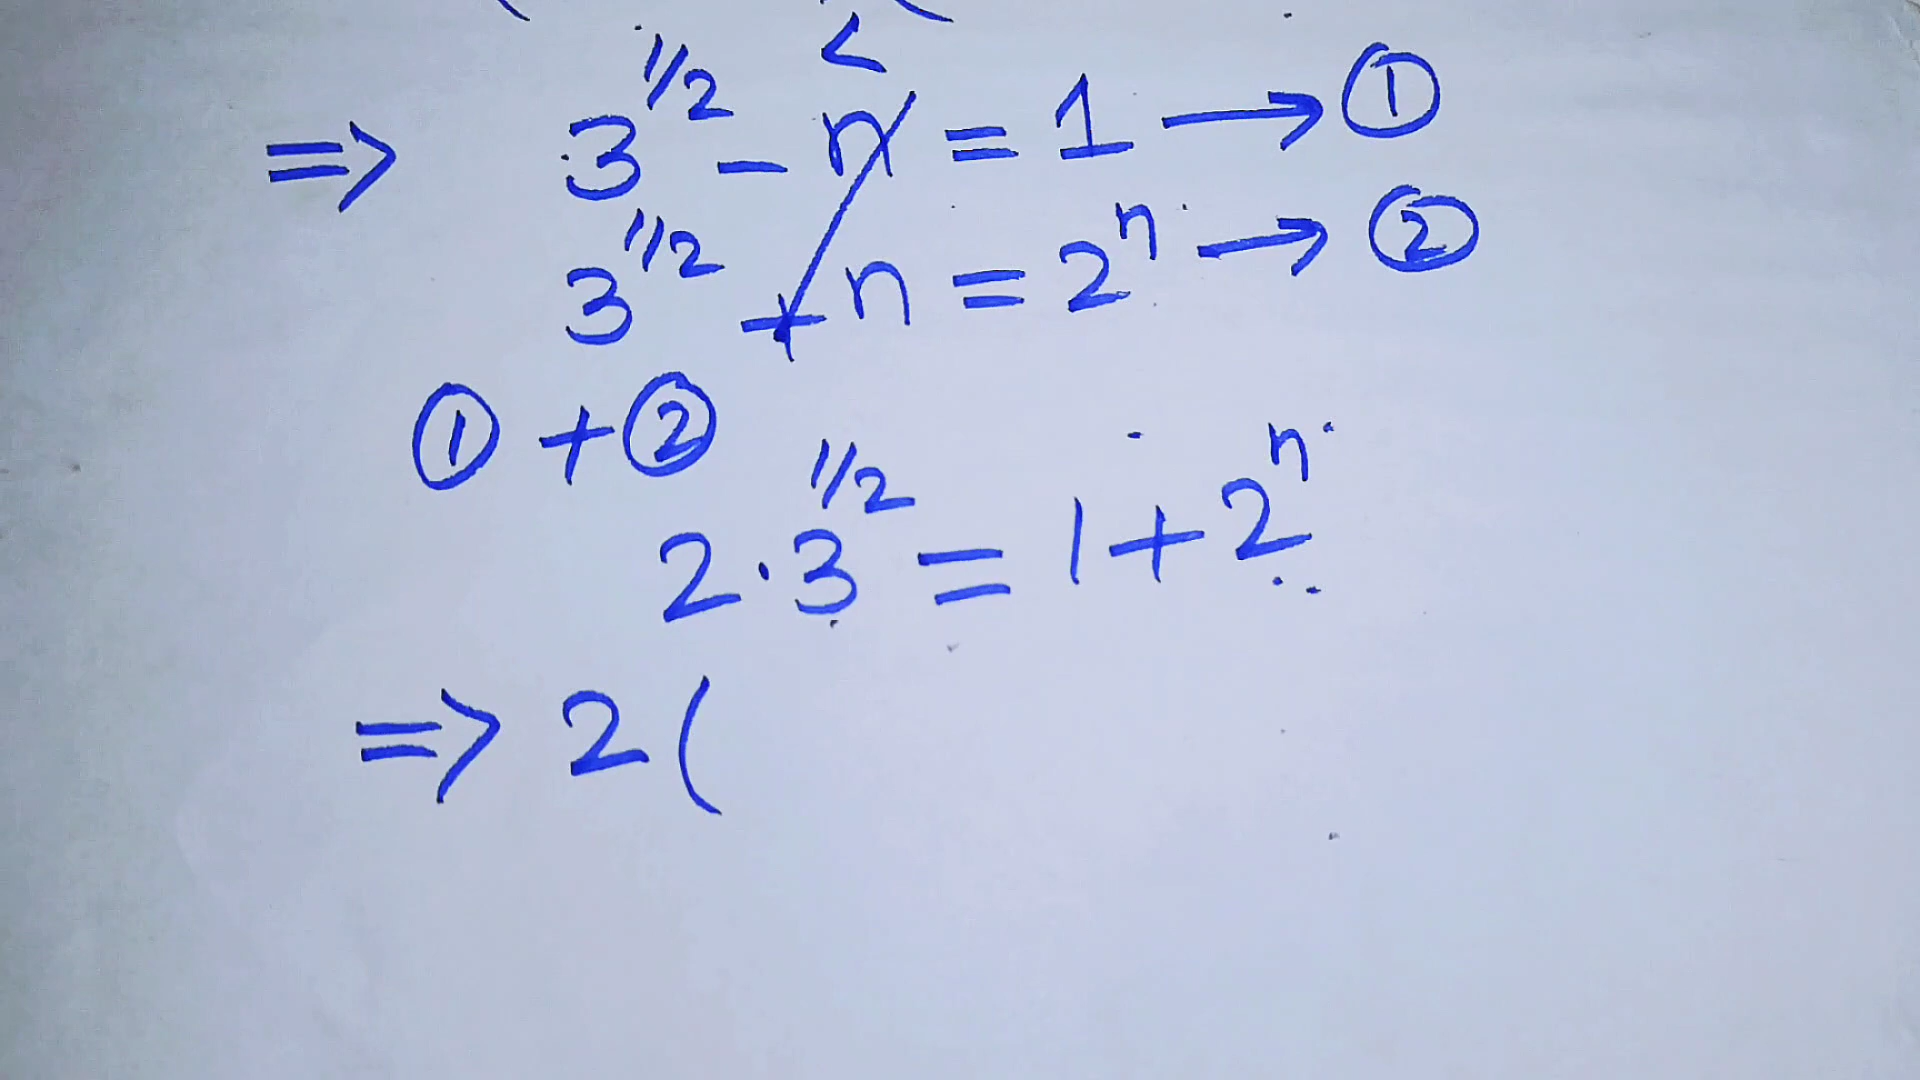 => 3^1/2 - n = 1 → ①
3^1/2 + n = 2^n → ②
① + ②
2·3^1/2 = 1 + 2^n
=> 2(